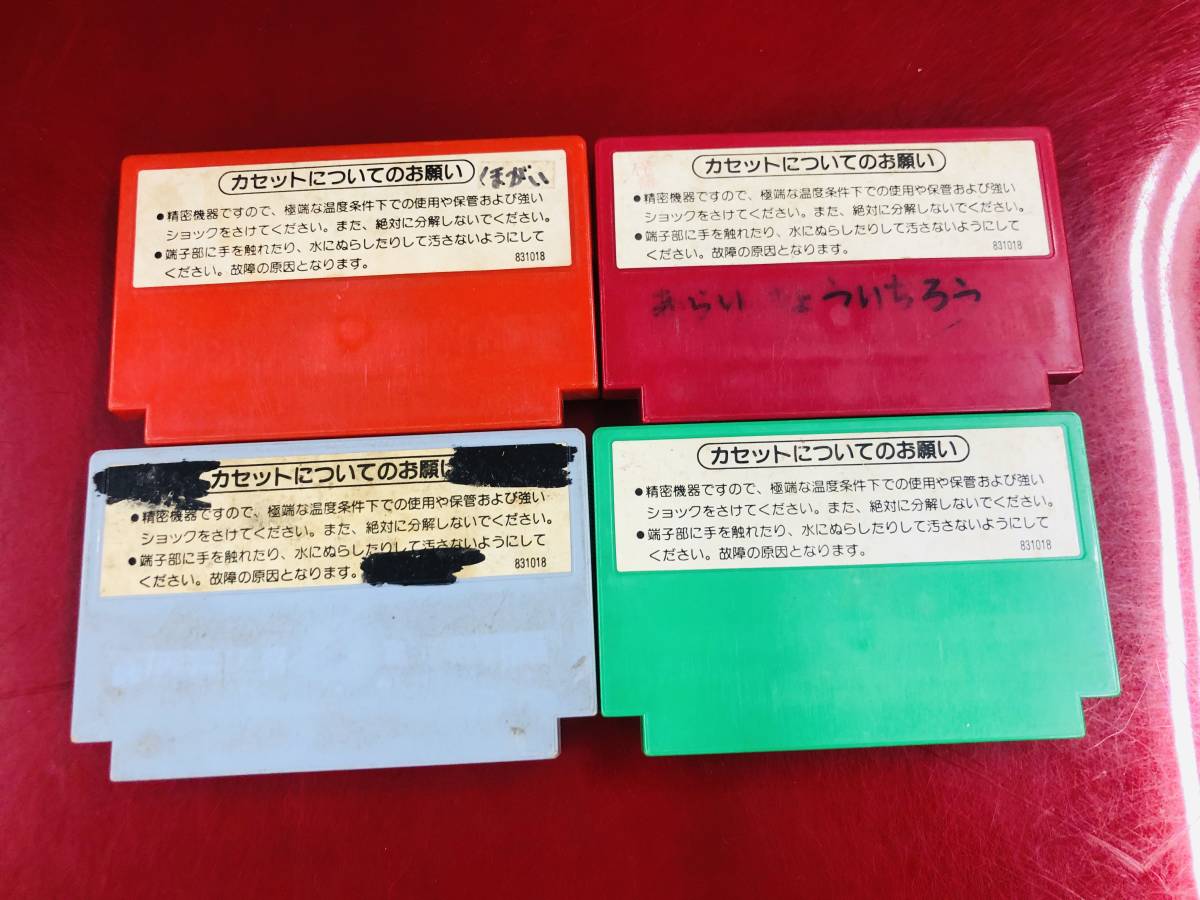 カセットについてのお願い
くほがい
●精密機器ですので、極端な温度条件下での使用や保管および強い
ショックをさけてください。また、絶対に分解しないでください。
●端子部に手を触れたり、水にぬらしたりして汚さないようにして
ください。故障の原因となります。
831018
カセットについてのお願い
●精密機器ですので、極端な温度条件下での使用や保管および強い
ショックをさけてください。また、絶対に分解しないでください。
●端子部に手を触れたり、水にぬらしたりして汚さないようにして
ください。故障の原因となります。
831018
あらい ういちろう
カセットについてのお願い
●精密機器ですので、極端な温度条件下での使用や保管および強い
ショックをさけてください。また、絶対に分解しないでください。
●端子部に手を触れたり、水にぬらしたりして汚さないようにして
ください。故障の原因となります。
831018
カセットについてのお願い
●精密機器ですので、極端な温度条件下での使用や保管および強い
ショックをさけてください。また、絶対に分解しないでください。
●端子部に手を触れたり、水にぬらしたりして汚さないようにして
ください。故障の原因となります。
831018